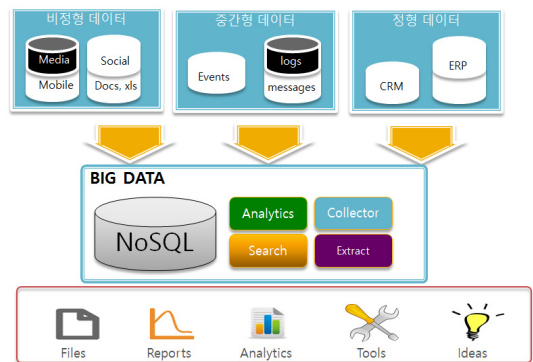 비정형 데이터
중간형 데이터
정형 데이터
Media
Mobile
Social
Docs, xls
Events
logs
messages
CRM
ERP
BIG DATA
NoSQL
Analytics
Collector
Search
Extract
Files
Reports
Analytics
Tools
Ideas